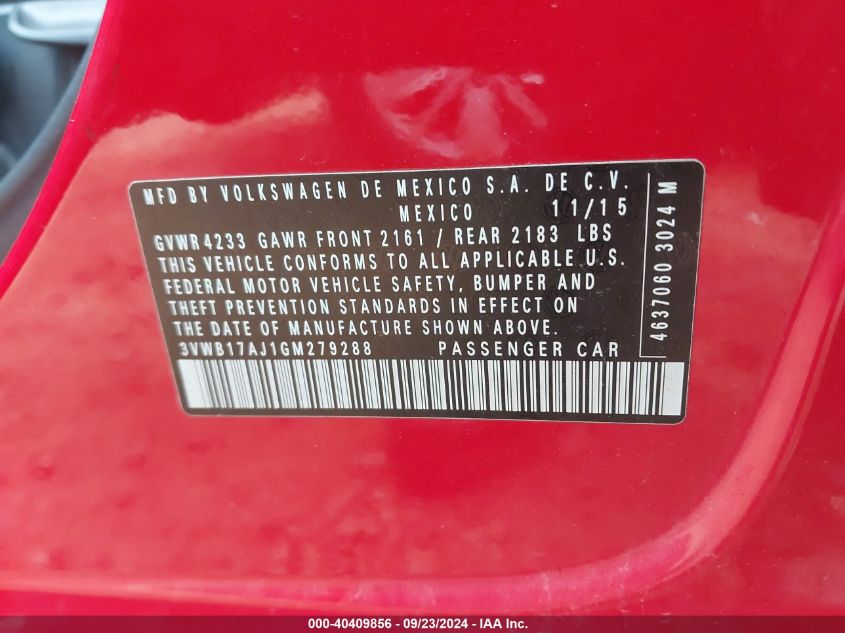 MFD BY VOLKSWAGEN DE MEXICO S.A. DE C.V.
MEXICO 11/15
GVWR 4233 GAWR FRONT 2161 / REAR 2183 LBS
THIS VEHICLE CONFORMS TO ALL APPLICABLE U.S.
FEDERAL MOTOR VEHICLE SAFETY, BUMPER AND
THEFT PREVENTION STANDARDS IN EFFECT ON
THE DATE OF MANUFACTURE SHOWN ABOVE.
3VWB17AJ1GM279288 PASSENGER CAR
4637060 3024 M
000-40409856 - 09/23/2024 - IAA Inc.